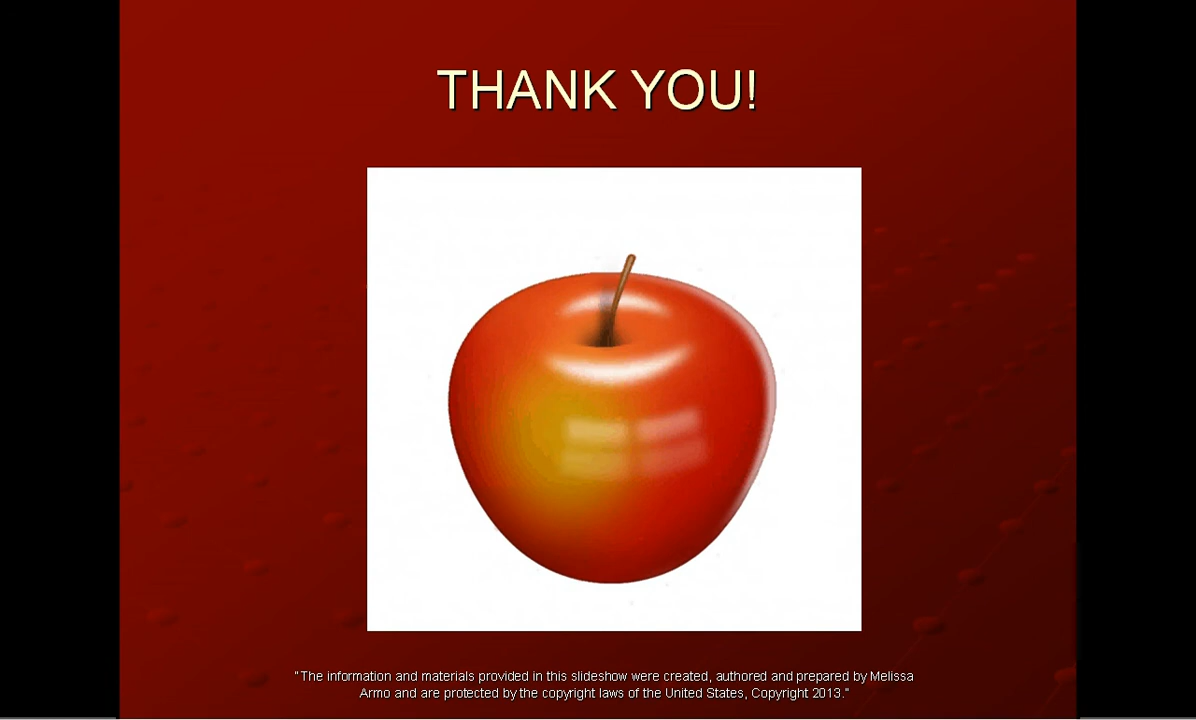 THANK YOU!
"The information and materials provided in this slideshow were created, authored and prepared by Melissa
Armo and are protected by the copyright laws of the United States, Copyright 2013."